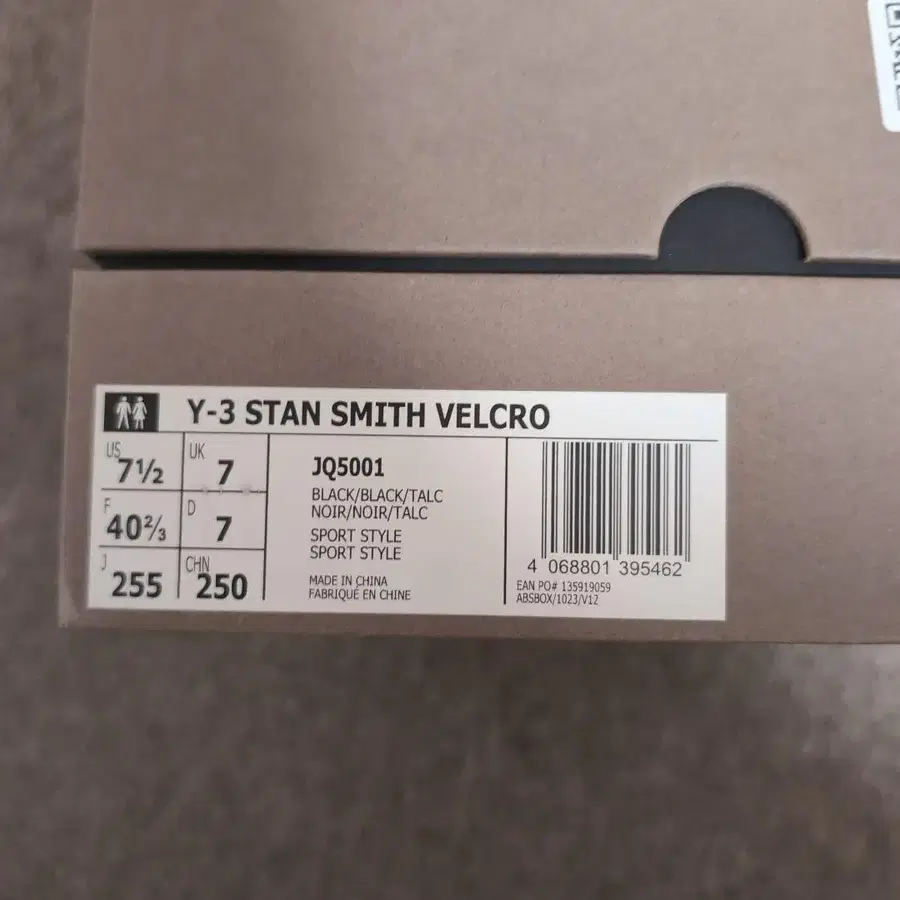 Y-3 STAN SMITH VELCRO
US 7½ UK 7
F 40⅔ D 7
J 255 CHN 250
JQ5001
BLACK/BLACK/TALC
NOIR/NOIR/TALC
SPORT STYLE
SPORT STYLE
MADE IN CHINA
FABRIQUÉ EN CHINE
4 068801 395462
EAN PO# 135919059
ABSBOX/1023/V12